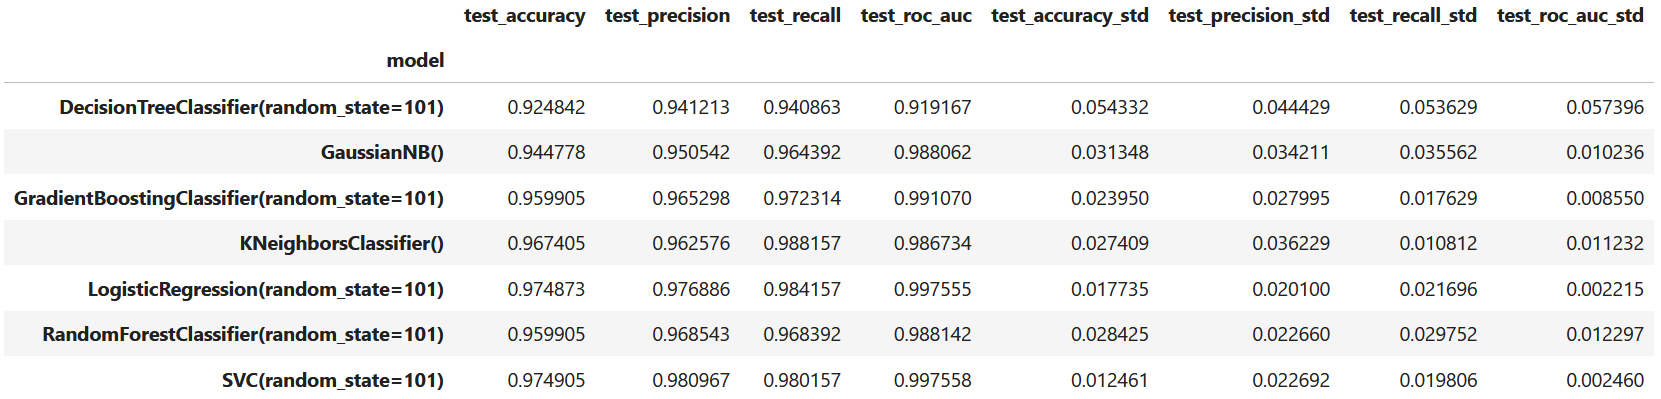 test_accuracy test_precision test_recall test_roc_auc test_accuracy_std test_precision_std test_recall_std test_roc_auc_std
model
DecisionTreeClassifier(random_state=101) 0.924842 0.941213 0.940863 0.919167 0.054332 0.044429 0.053629 0.057396
GaussianNB() 0.944778 0.950542 0.964392 0.988062 0.031348 0.034211 0.035562 0.010236
GradientBoostingClassifier(random_state=101) 0.959905 0.965298 0.972314 0.991070 0.023950 0.027995 0.017629 0.008550
KNeighborsClassifier() 0.967405 0.962576 0.988157 0.986734 0.027409 0.036229 0.010812 0.011232
LogisticRegression(random_state=101) 0.974873 0.976886 0.984157 0.997555 0.017735 0.020100 0.021696 0.002215
RandomForestClassifier(random_state=101) 0.959905 0.968543 0.968392 0.988142 0.028425 0.022660 0.029752 0.012297
SVC(random_state=101) 0.974905 0.980967 0.980157 0.997558 0.012461 0.022692 0.019806 0.002460